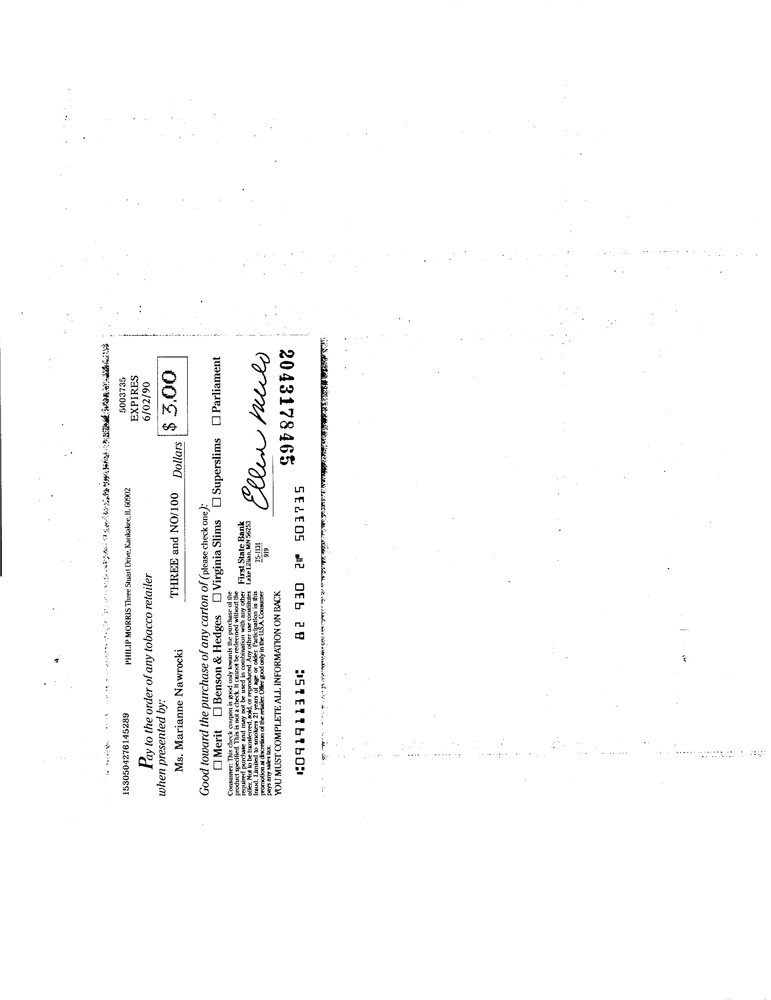 15305042761​45289 PHILIP MORRIS Three Stuart Drive, Kankakee, IL 60902 5003735
EXPIRES
6/02/90
Pay to the order of any tobacco retailer
when presented by:
Ms. Marianne Nawrocki THREE and NO/100 Dollars $ 3.00
Good toward the purchase of any carton of (please check one):
☐ Merit ☐ Benson & Hedges ☐ Virginia Slims ☐ Superslims ☐ Parliament
Consumer: This check coupon is good only towards the purchase of the
product specified. This is not a check. It cannot be redeemed without the
required purchase and may not be used in combination with any other
offer. Not to be transferred, sold, or reproduced. Any other use constitutes
fraud. Limited to smokers 21 years of age or older. Participation in this
promotion at discretion of the retailer. Offer good only in the U.S.A. Consumer
pays any sales tax.
First State Bank
Lake Lillian, MN 56253
75-1131
919
Ellen
YOU MUST COMPLETE ALL INFORMATION ON BACK
2043178465
⑆091911315⑆ 82 930 2⑈ 503735